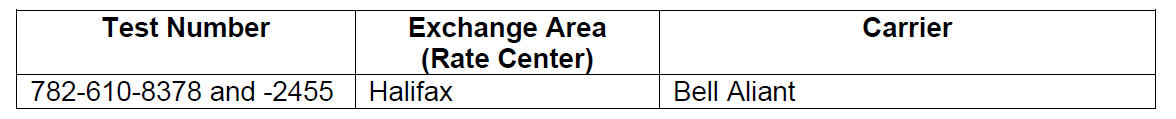 Test Number
Exchange Area
(Rate Center)
Carrier
782-610-8378 and -2455
Halifax
Bell Aliant